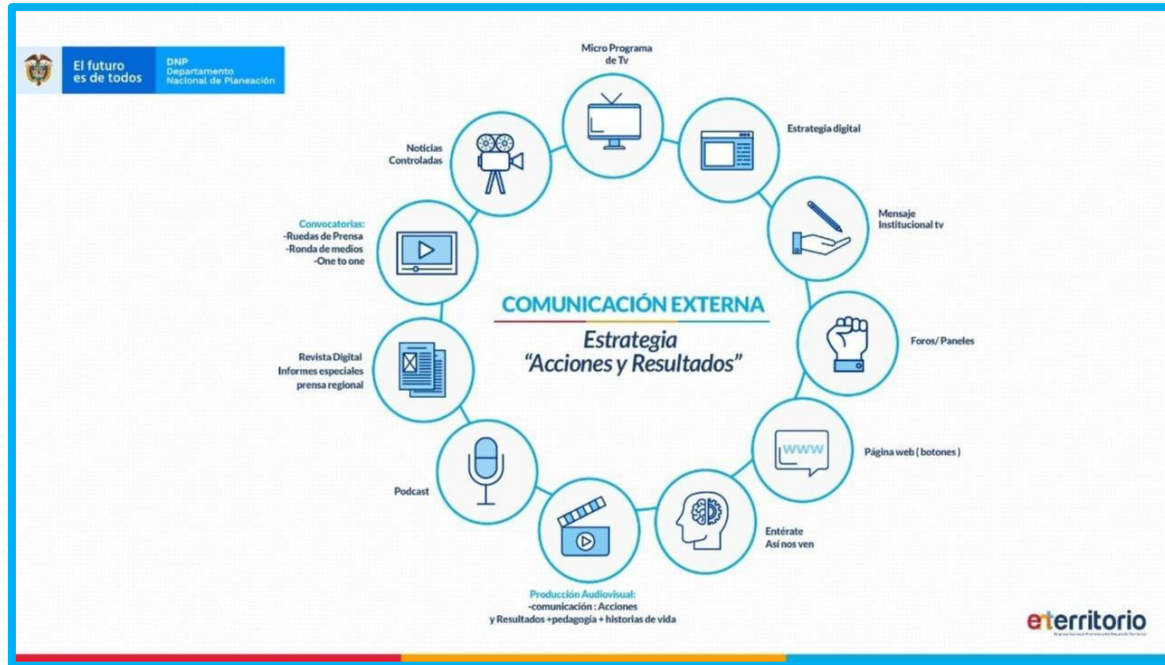 El futuro
es de todos
DNP
Departamento
Nacional de Planeación
Micro Programa
de Tv
Estrategia digital
Mensaje
Institucional tv
Foros/ Paneles
Página web ( botones )
Entérate
Así nos ven
Producción Audiovisual:
-comunicación : Acciones
y Resultados +pedagogía + historias de vida
Podcast
Revista Digital
Informes especiales
prensa regional
Convocatorias:
-Ruedas de Prensa
-Ronda de medios
-One to one
Noticias
Controladas
COMUNICACIÓN EXTERNA
Estrategia
“Acciones y Resultados”
www
enterritorio